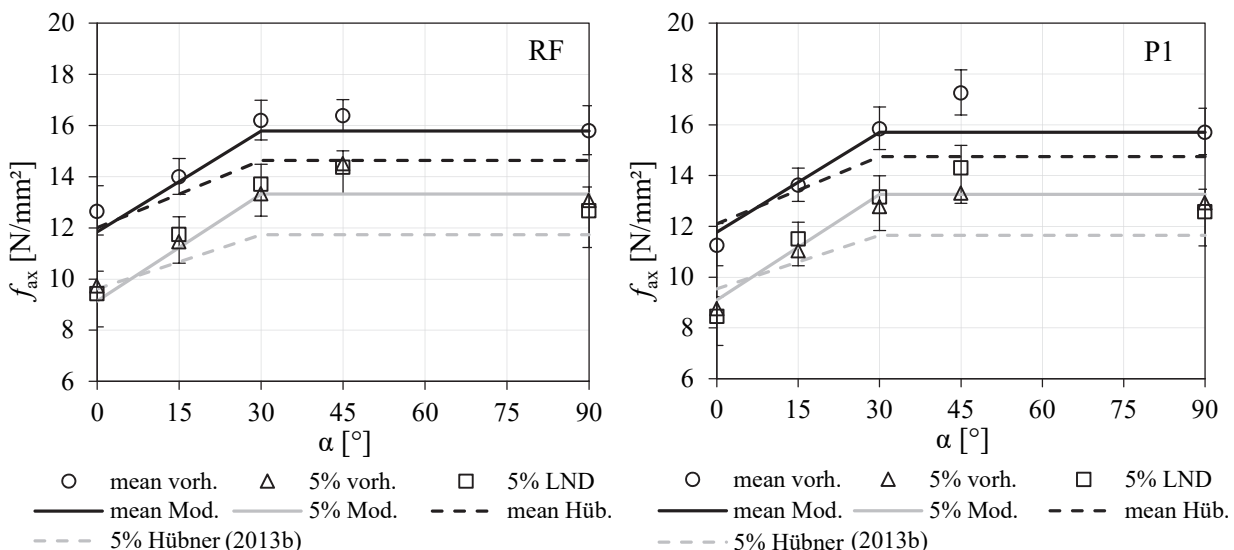 20
18
16
14
12
10
8
6
f_ax [N/mm²]
RF
0 15 30 45 60 75 90
α [°]
mean vorh. 5% vorh. 5% LND
mean Mod. 5% Mod. mean Hüb.
5% Hübner (2013b)
20
18
16
14
12
10
8
6
f_ax [N/mm²]
P1
0 15 30 45 60 75 90
α [°]
mean vorh. 5% vorh. 5% LND
mean Mod. 5% Mod. mean Hüb.
5% Hübner (2013b)